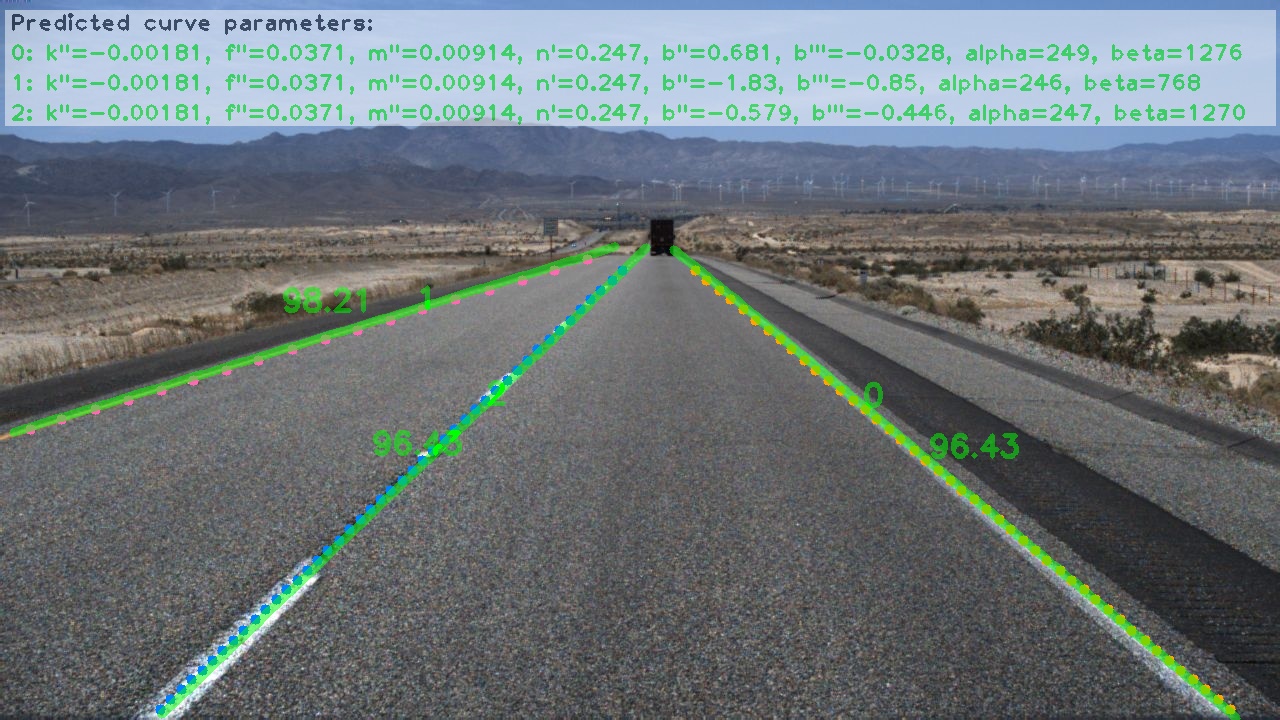 Predicted curve parameters:
0: k''=-0.00181, f''=0.0371, m''=0.00914, n'=0.247, b''=0.681, b'''=-0.0328, alpha=249, beta=1276
1: k''=-0.00181, f''=0.0371, m''=0.00914, n'=0.247, b''=-1.83, b'''=-0.85, alpha=246, beta=768
2: k''=-0.00181, f''=0.0371, m''=0.00914, n'=0.247, b''=-0.579, b'''=-0.446, alpha=247, beta=1270
98.21 1
2 0
96.43 96.43